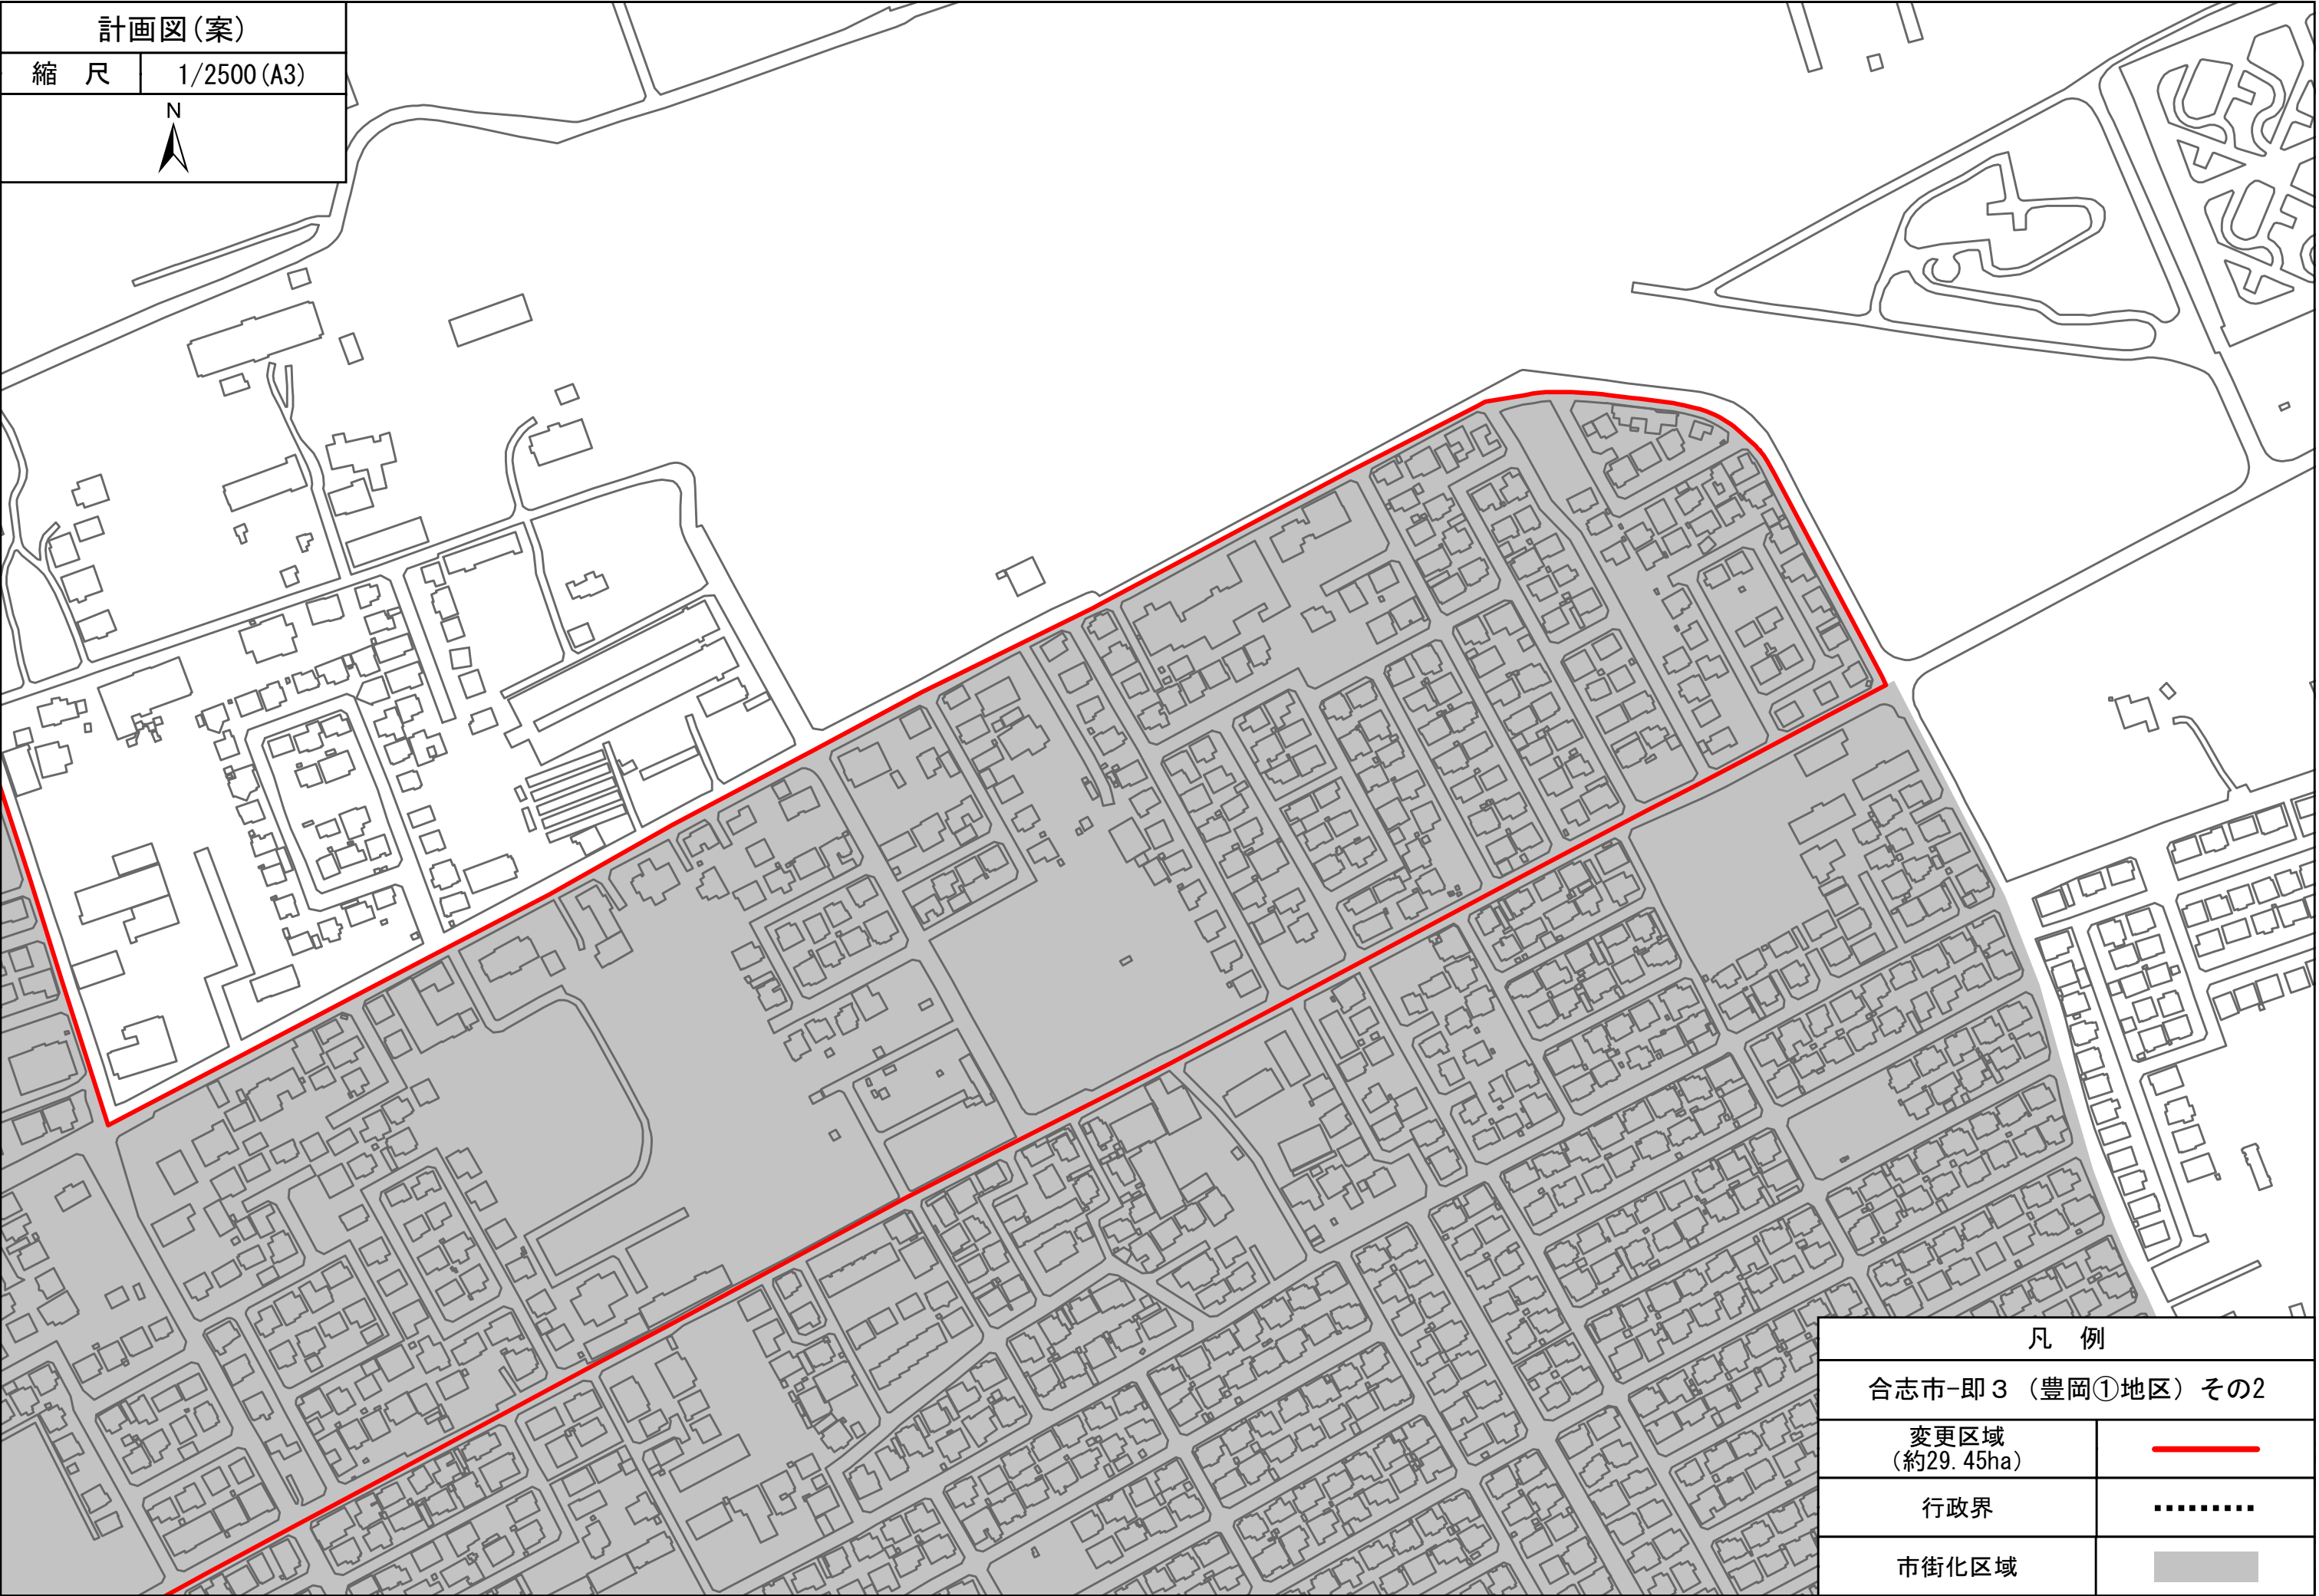 計画図(案)
縮 尺 1/2500(A3)
N
凡 例
合志市-即3 (豊岡①地区) その2
変更区域
(約29.45ha)
行政界
市街化区域